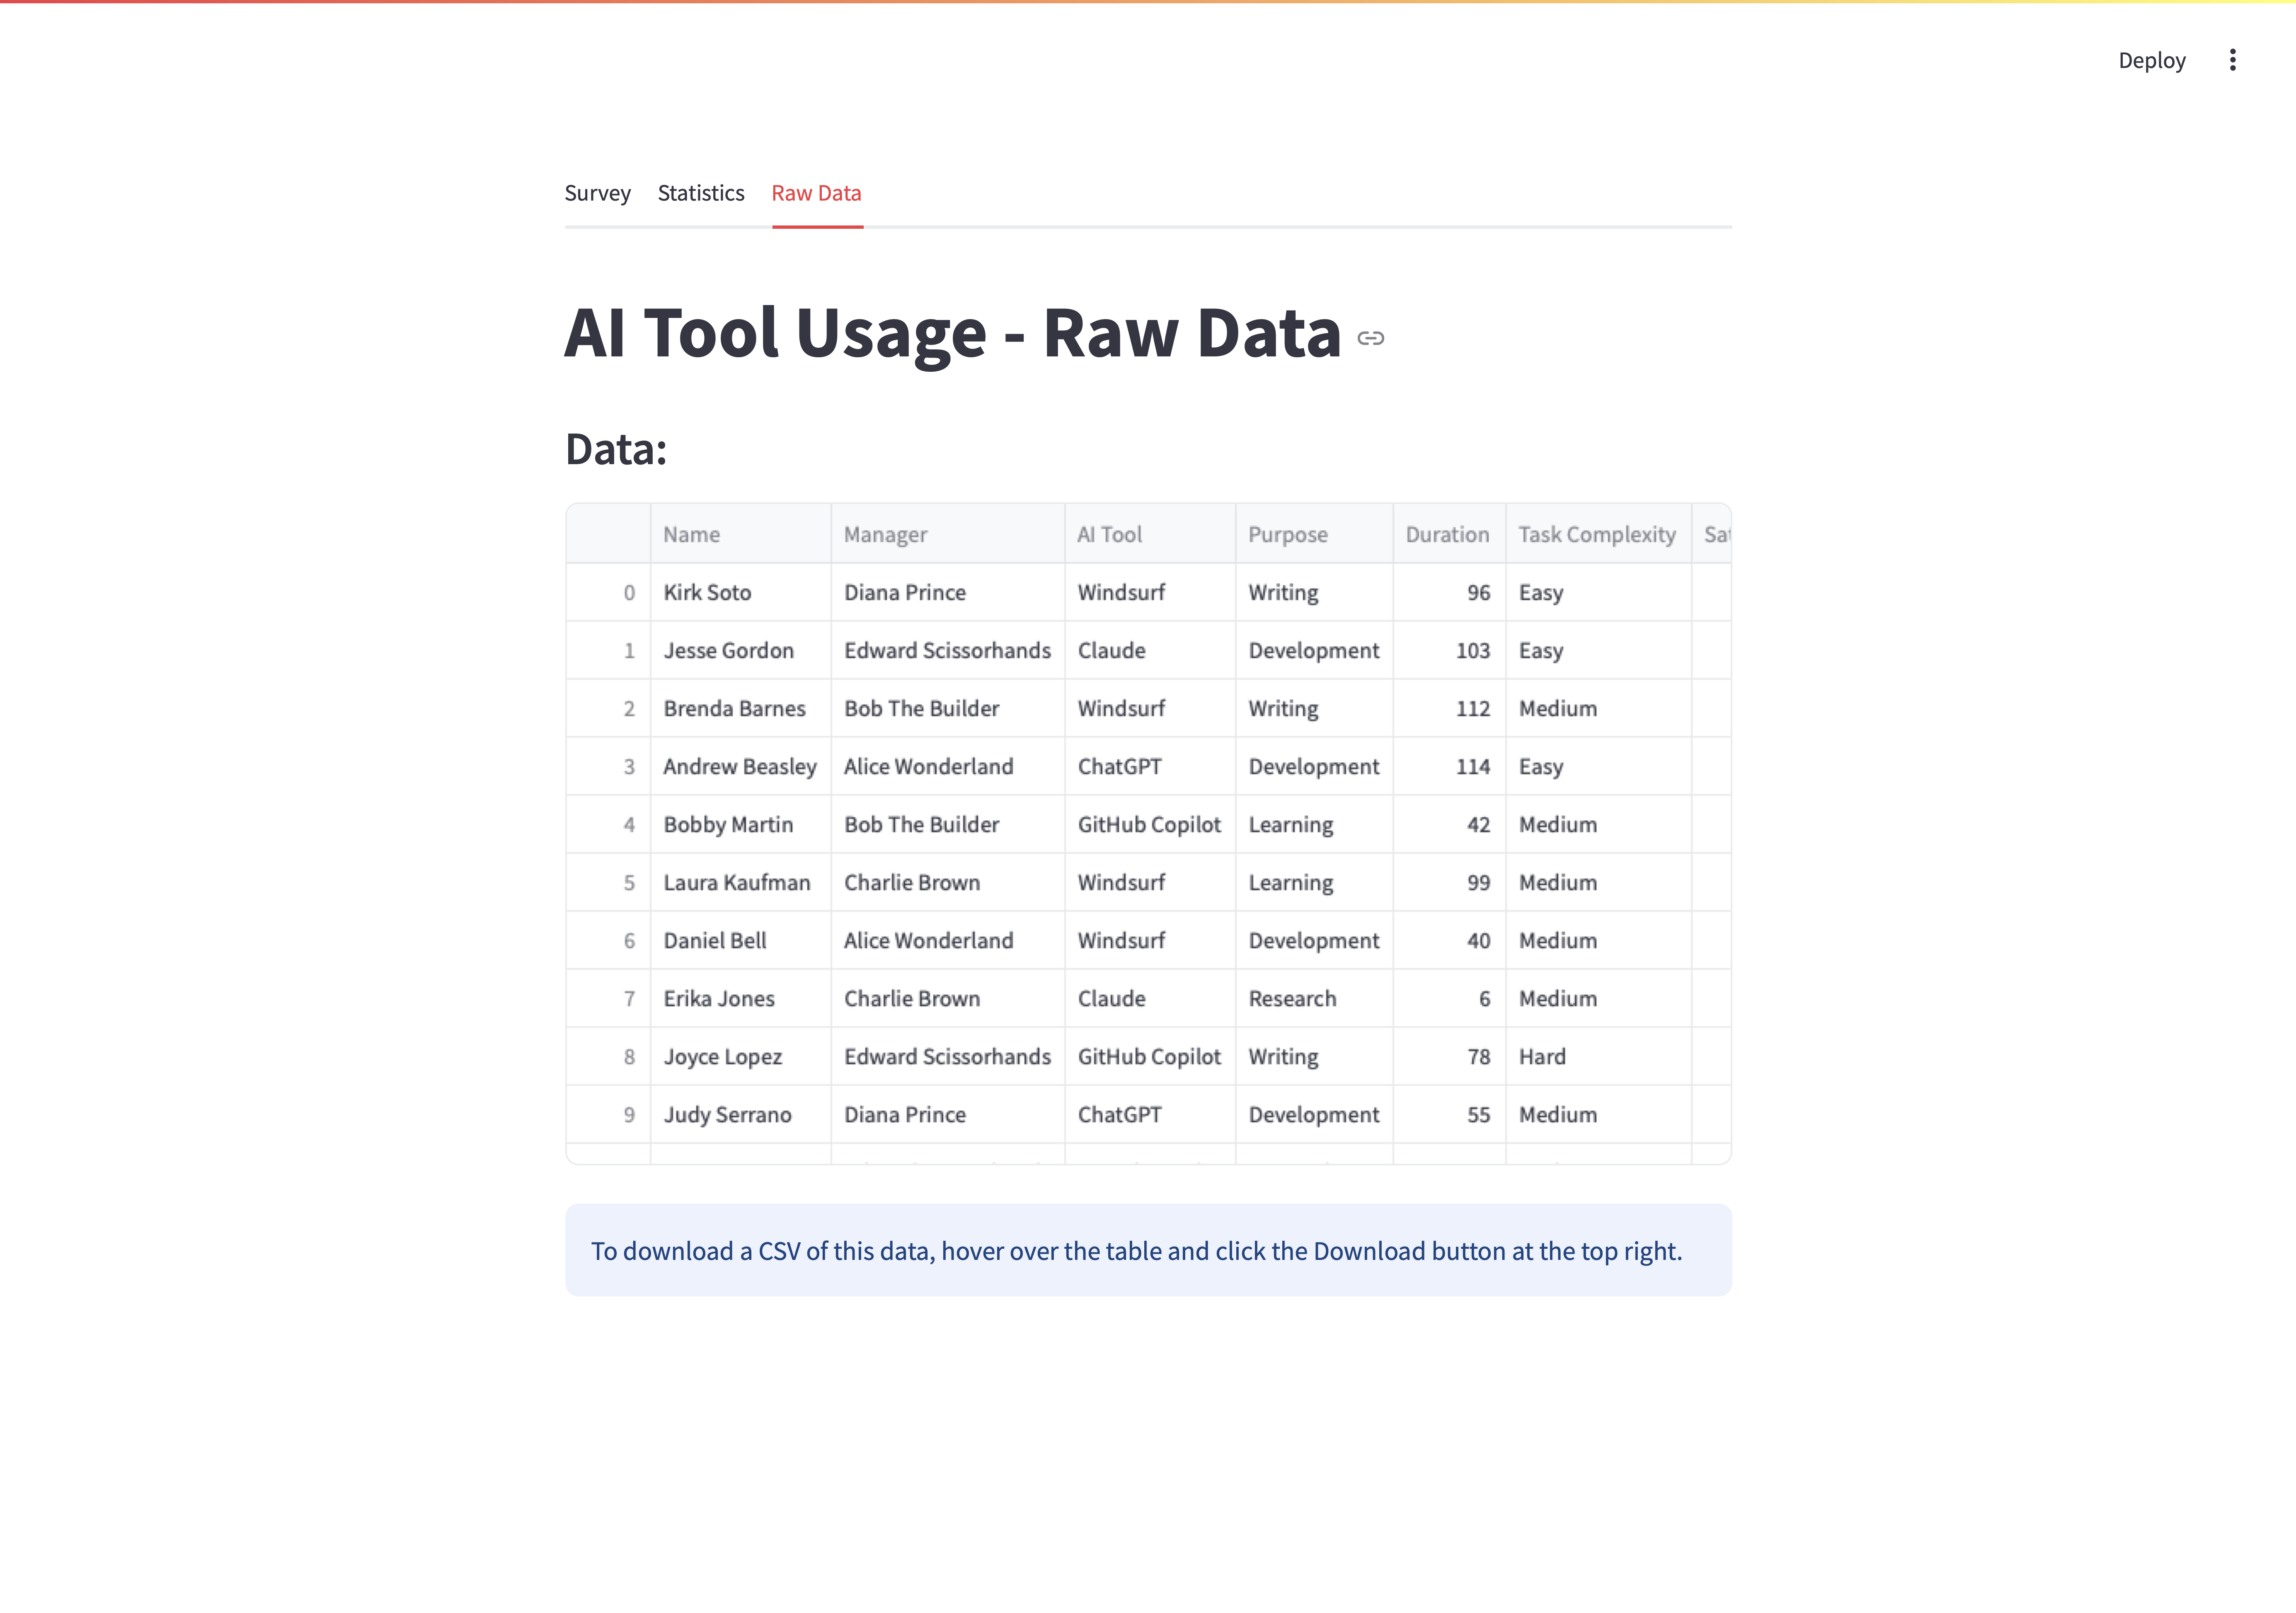 Deploy
Survey Statistics Raw Data
AI Tool Usage - Raw Data
Data:
Name Manager AI Tool Purpose Duration Task Complexity
0 Kirk Soto Diana Prince Windsurf Writing 96 Easy
1 Jesse Gordon Edward Scissorhands Claude Development 103 Easy
2 Brenda Barnes Bob The Builder Windsurf Writing 112 Medium
3 Andrew Beasley Alice Wonderland ChatGPT Development 114 Easy
4 Bobby Martin Bob The Builder GitHub Copilot Learning 42 Medium
5 Laura Kaufman Charlie Brown Windsurf Learning 99 Medium
6 Daniel Bell Alice Wonderland Windsurf Development 40 Medium
7 Erika Jones Charlie Brown Claude Research 6 Medium
8 Joyce Lopez Edward Scissorhands GitHub Copilot Writing 78 Hard
9 Judy Serrano Diana Prince ChatGPT Development 55 Medium
To download a CSV of this data, hover over the table and click the Download button at the top right.